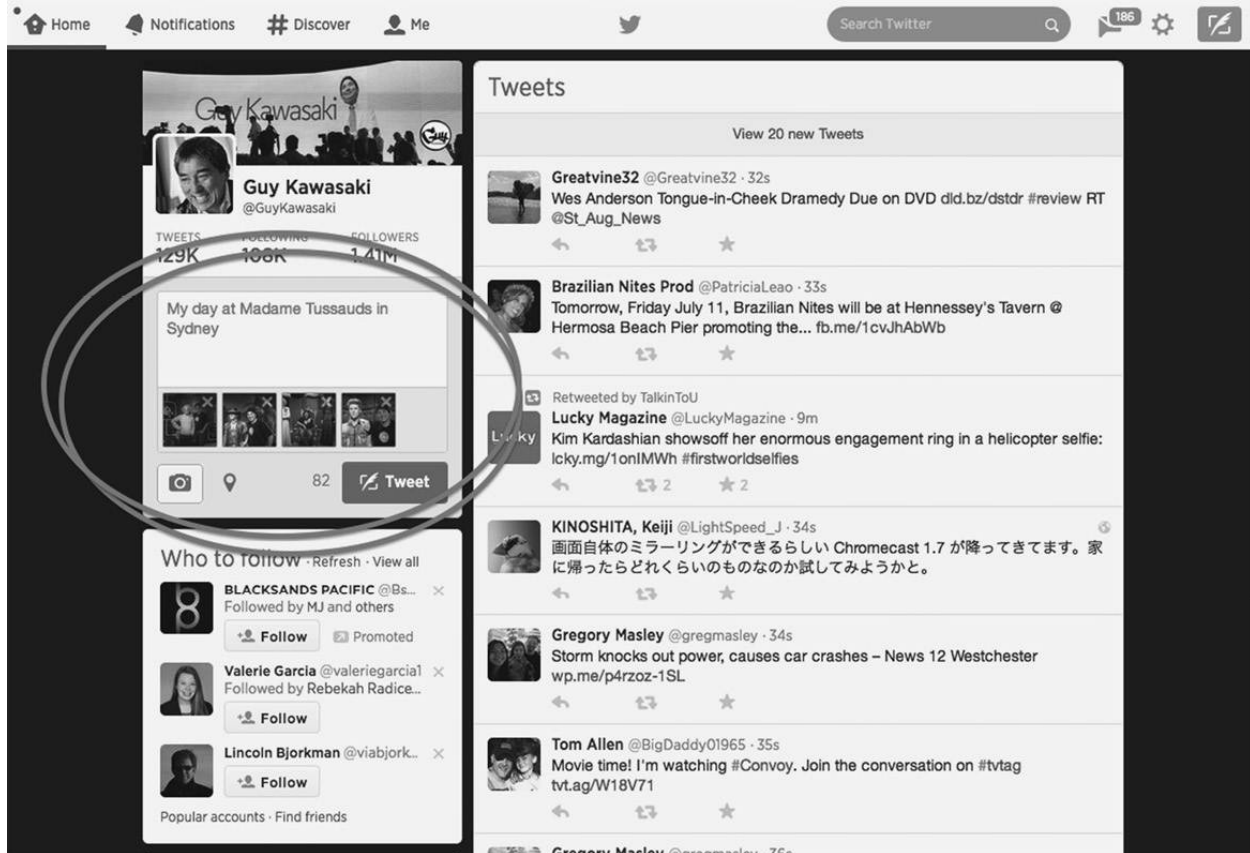 Home Notifications # Discover Me
Search Twitter
186
Guy Kawasaki
Guy
Guy Kawasaki
@GuyKawasaki
TWEETS FOLLOWING FOLLOWERS
129K 108K 1.41M
My day at Madame Tussauds in
Sydney
82 Tweet
Who to follow · Refresh · View all
BLACKSANDS PACIFIC @Bs...
Followed by MJ and others
Follow Promoted
Valerie Garcia @valeriegarcia1
Followed by Rebekah Radice...
Follow
Lincoln Bjorkman @viabjork...
Follow
Popular accounts · Find friends
Tweets
View 20 new Tweets
Greatvine32 @Greatvine32 · 32s
Wes Anderson Tongue-in-Cheek Dramedy Due on DVD dld.bz/dstdr #review RT
@St_Aug_News
Brazilian Nites Prod @PatriciaLeao · 33s
Tomorrow, Friday July 11, Brazilian Nites will be at Hennessey's Tavern @
Hermosa Beach Pier promoting the... fb.me/1cvJhAbWb
Retweeted by TalkinToU
Lucky
Lucky Magazine @LuckyMagazine · 9m
Kim Kardashian showsoff her enormous engagement ring in a helicopter selfie:
lcky.mg/1onIMWh #firstworldselfies
2 2
KINOSHITA, Keiji @LightSpeed_J · 34s
画面自体のミラーリングができるらしい Chromecast 1.7 が降ってきてます。家
に帰ったらどれくらいのものなのか試してみようかと。
Gregory Masley @gregmasley · 34s
Storm knocks out power, causes car crashes – News 12 Westchester
wp.me/p4rzoz-1SL
Tom Allen @BigDaddy01965 · 35s
Movie time! I'm watching #Convoy. Join the conversation on #tvtag
tvt.ag/W18V71
Gregory Masley @gregmasley · 36s